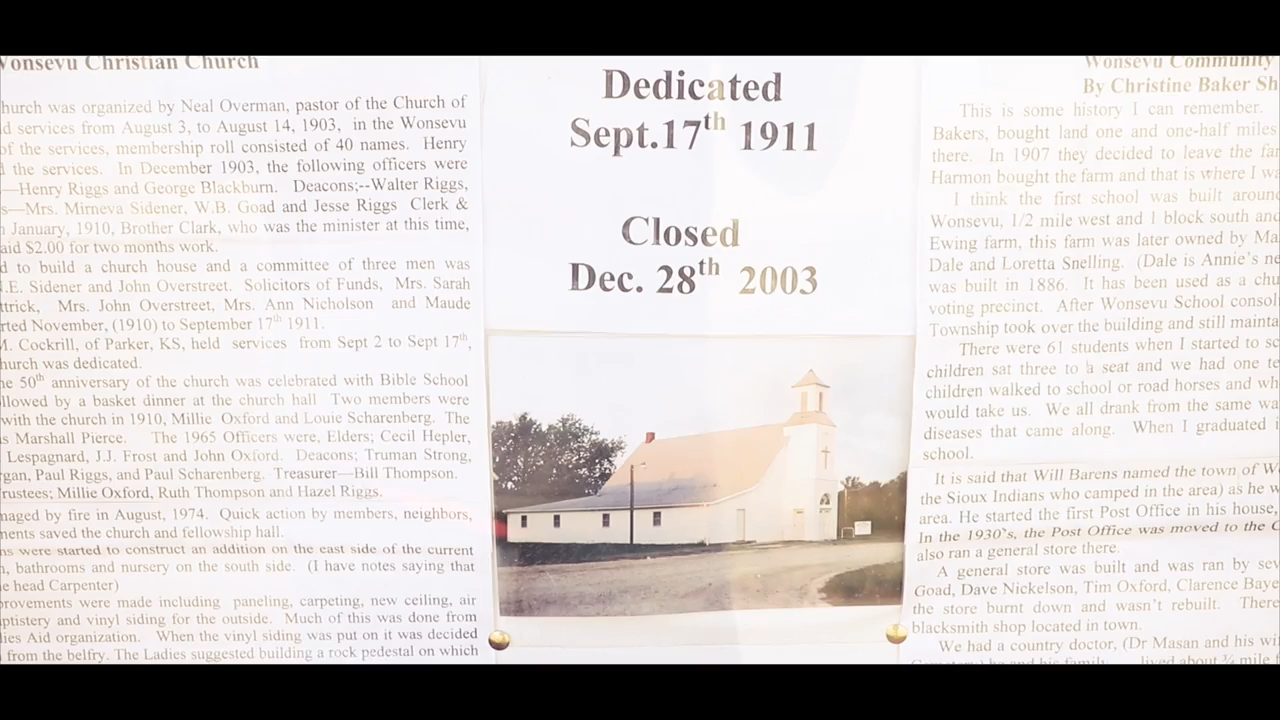 Wonsevu Christian Church
hurch was organized by Neal Overman, pastor of the Church of
d services from August 3, to August 14, 1903, in the Wonsevu
of the services, membership roll consisted of 40 names. Henry
the services. In December 1903, the following officers were
—Henry Riggs and George Blackburn. Deacons;--Walter Riggs,
s—Mrs. Mirneva Sidener, W.B. Goad and Jesse Riggs Clerk &
January, 1910, Brother Clark, who was the minister at this time,
aid $2.00 for two months work.
d to build a church house and a committee of three men was
.E. Sidener and John Overstreet. Solicitors of Funds, Mrs. Sarah
ttrick, Mrs. John Overstreet, Mrs. Ann Nicholson and Maude
rted November, (1910) to September 17th 1911.
M. Cockrill, of Parker, KS, held services from Sept 2 to Sept 17th,
hurch was dedicated.
he 50th anniversary of the church was celebrated with Bible School
llowed by a basket dinner at the church hall Two members were
with the church in 1910, Millie Oxford and Louie Scharenberg. The
s Marshall Pierce. The 1965 Officers were, Elders; Cecil Hepler,
Lespagnard, J.J. Frost and John Oxford. Deacons; Truman Strong,
rgan, Paul Riggs, and Paul Scharenberg. Treasurer—Bill Thompson.
rustees; Millie Oxford, Ruth Thompson and Hazel Riggs.
maged by fire in August, 1974. Quick action by members, neighbors,
ments saved the church and fellowship hall.
ns were started to construct an addition on the east side of the current
n, bathrooms and nursery on the south side. (I have notes saying that
e head Carpenter)
provements were made including paneling, carpeting, new ceiling, air
aptistery and vinyl siding for the outside. Much of this was done from
ies Aid organization. When the vinyl siding was put on it was decided
from the belfry. The Ladies suggested building a rock pedestal on which
Dedicated
Sept.17th 1911
Closed
Dec. 28th 2003
Wonsevu Community
By Christine Baker Sh
This is some history I can remember.
Bakers, bought land one and one-half miles
there. In 1907 they decided to leave the far
Harmon bought the farm and that is where I wa
I think the first school was built around
Wonsevu, 1/2 mile west and 1 block south and
Ewing farm, this farm was later owned by Ma
Dale and Loretta Snelling. (Dale is Annie's ne
was built in 1886. It has been used as a chu
voting precinct. After Wonsevu School consol
Township took over the building and still mainta
There were 61 students when I started to sc
children sat three to a seat and we had one te
children walked to school or road horses and wh
would take us. We all drank from the same wa
diseases that came along. When I graduated i
school.
It is said that Will Barens named the town of W
the Sioux Indians who camped in the area) as he w
area. He started the first Post Office in his house,
In the 1930's, the Post Office was moved to the G
also ran a general store there.
A general store was built and was ran by sev
Goad, Dave Nickelson, Tim Oxford, Clarence Baye
the store burnt down and wasn't rebuilt. There
blacksmith shop located in town.
We had a country doctor, (Dr Masan and his wi
he and his family lived about ¾ mile f